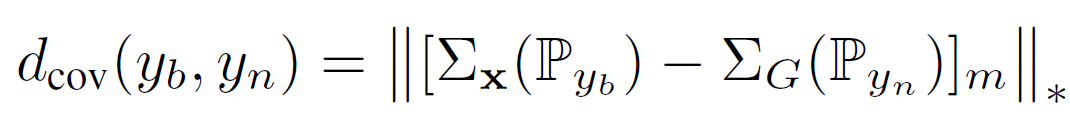 d_cov(y_b, y_n) = ‖[Σ_𝐱(ℙ_{y_b}) − Σ_G(ℙ_{y_n})]_m‖_*